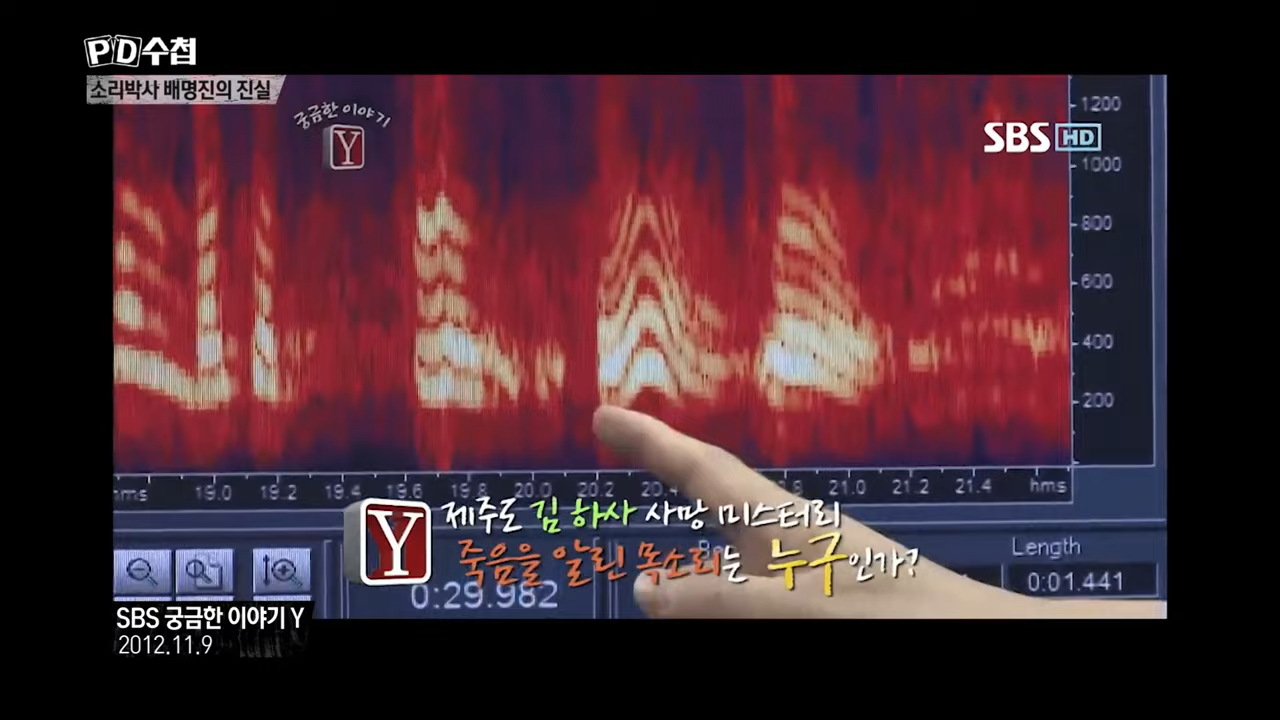 PD수첩
소리박사 배명진의 진실
궁금한 이야기
Y
SBS HD
1200
1000
800
600
400
200
hms 19.0 19.2 19.4 19.6 19.8 20.0 20.2 20.4 21.0 21.2 21.4 hms
Y
제주도 김 하사 사망 미스터리
죽음을 알린 목소리는 누구인가?
Length
0:29.982
0:01.441
SBS 궁금한 이야기 Y
2012.11.9